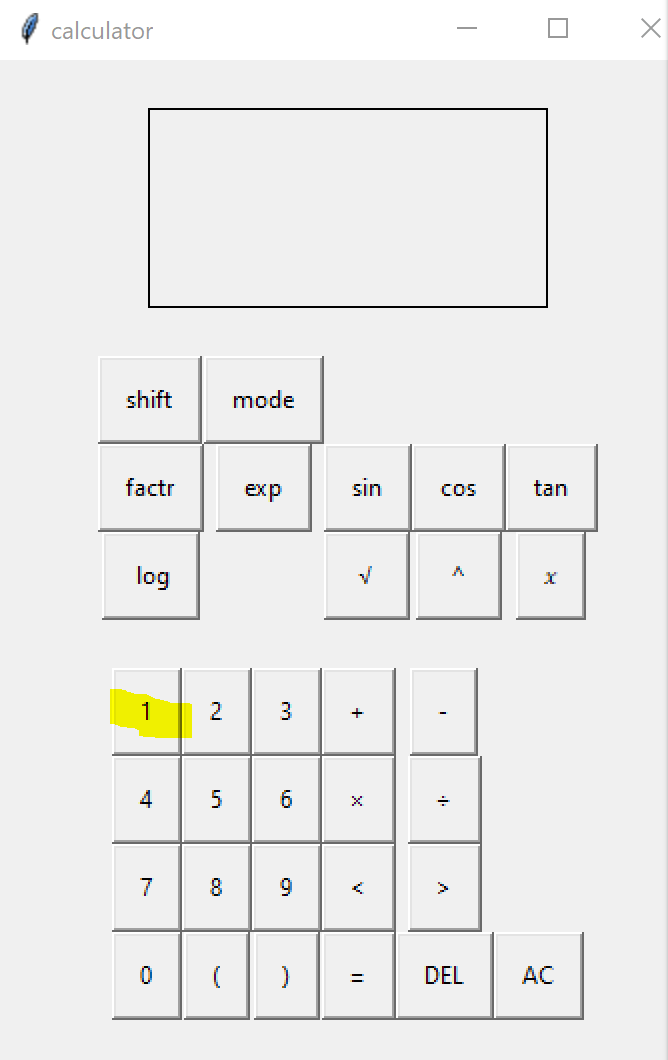 calculator
shift mode
factr exp sin cos tan
log √ ^ x
1 2 3 + -
4 5 6 × ÷
7 8 9 < >
0 ( ) = DEL AC